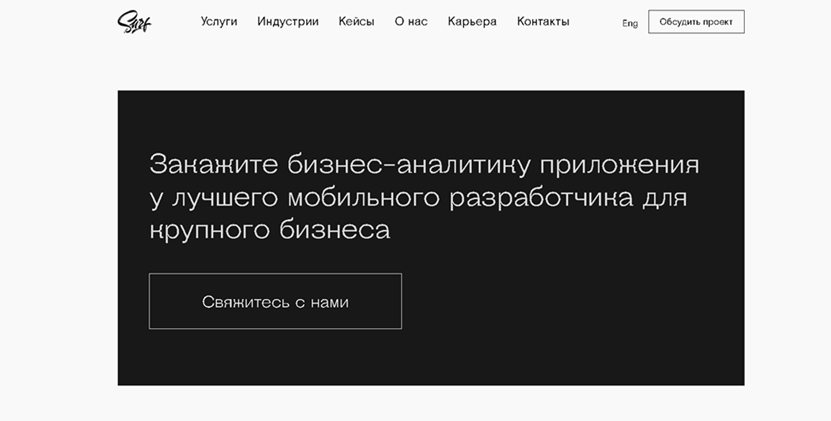 Surf
Услуги Индустрии Кейсы О нас Карьера Контакты Eng Обсудить проект
Закажите бизнес-аналитику приложения
у лучшего мобильного разработчика для
крупного бизнеса
Свяжитесь с нами